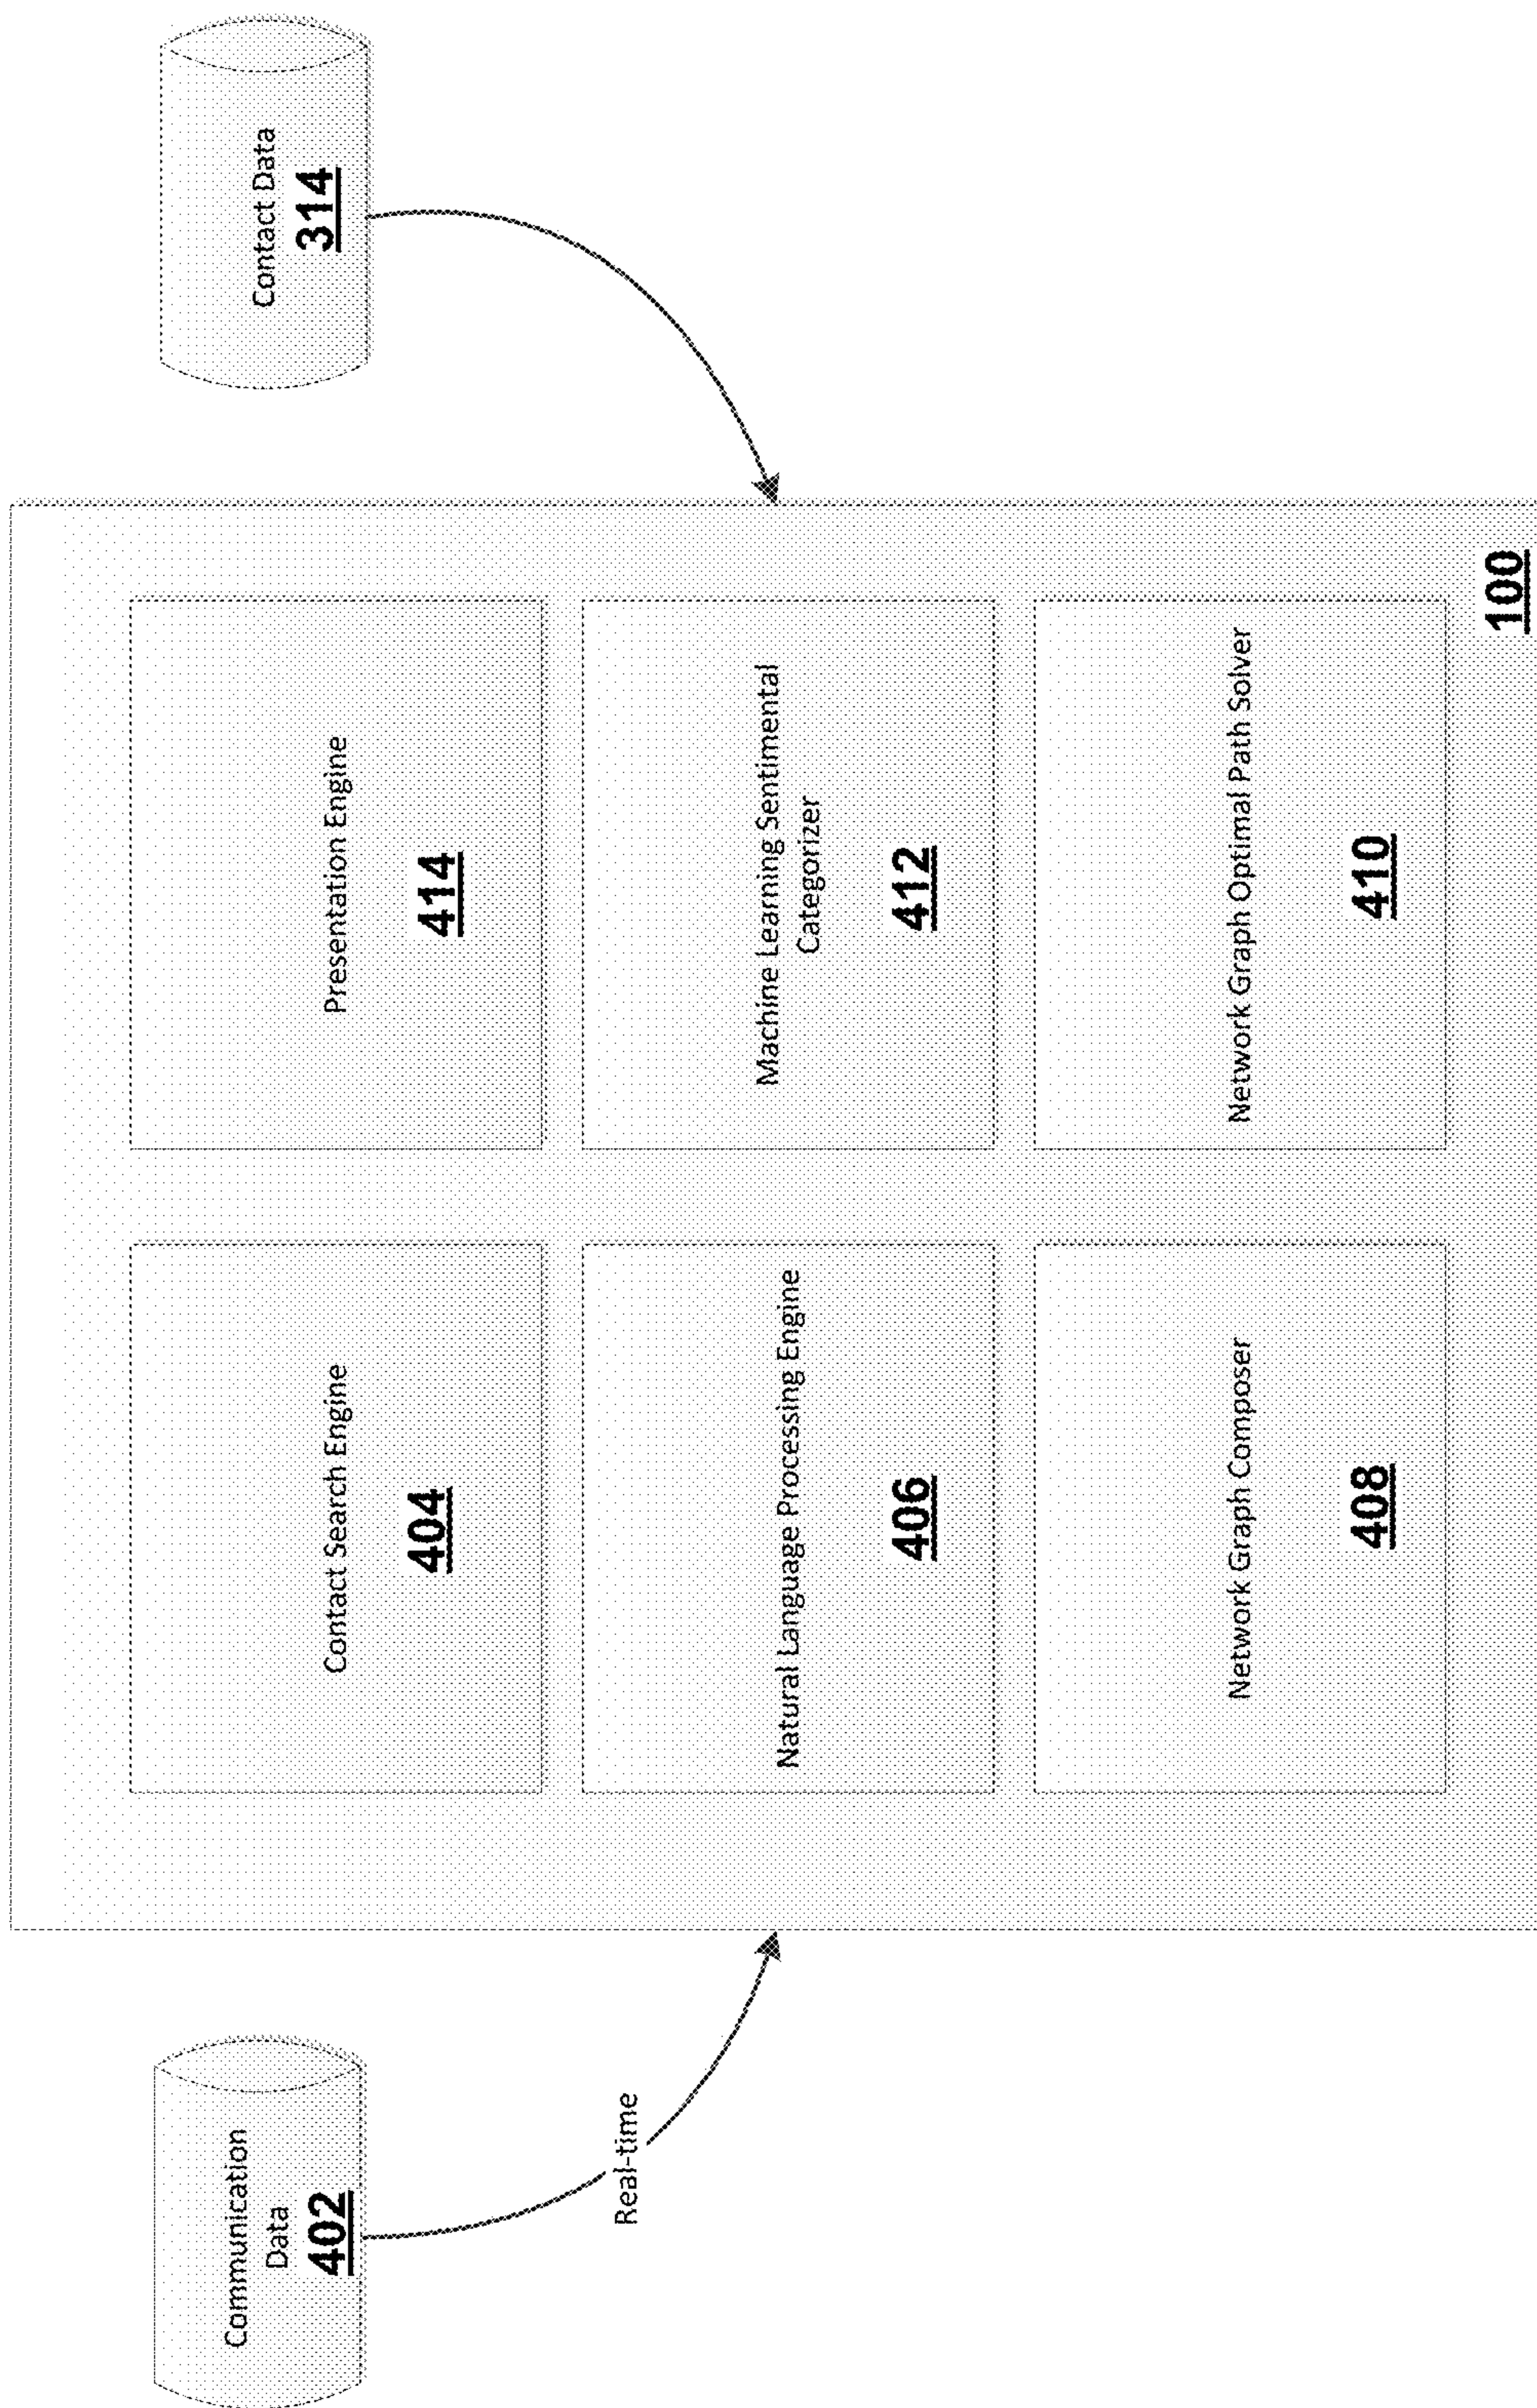 Communication
Data
402
Real-time
Contact Search Engine
404
Presentation Engine
414
Natural Language Processing Engine
406
Machine Learning Sentimental
Categorizer
412
Network Graph Composer
408
Network Graph Optimal Path Solver
410
100
Contact Data
314